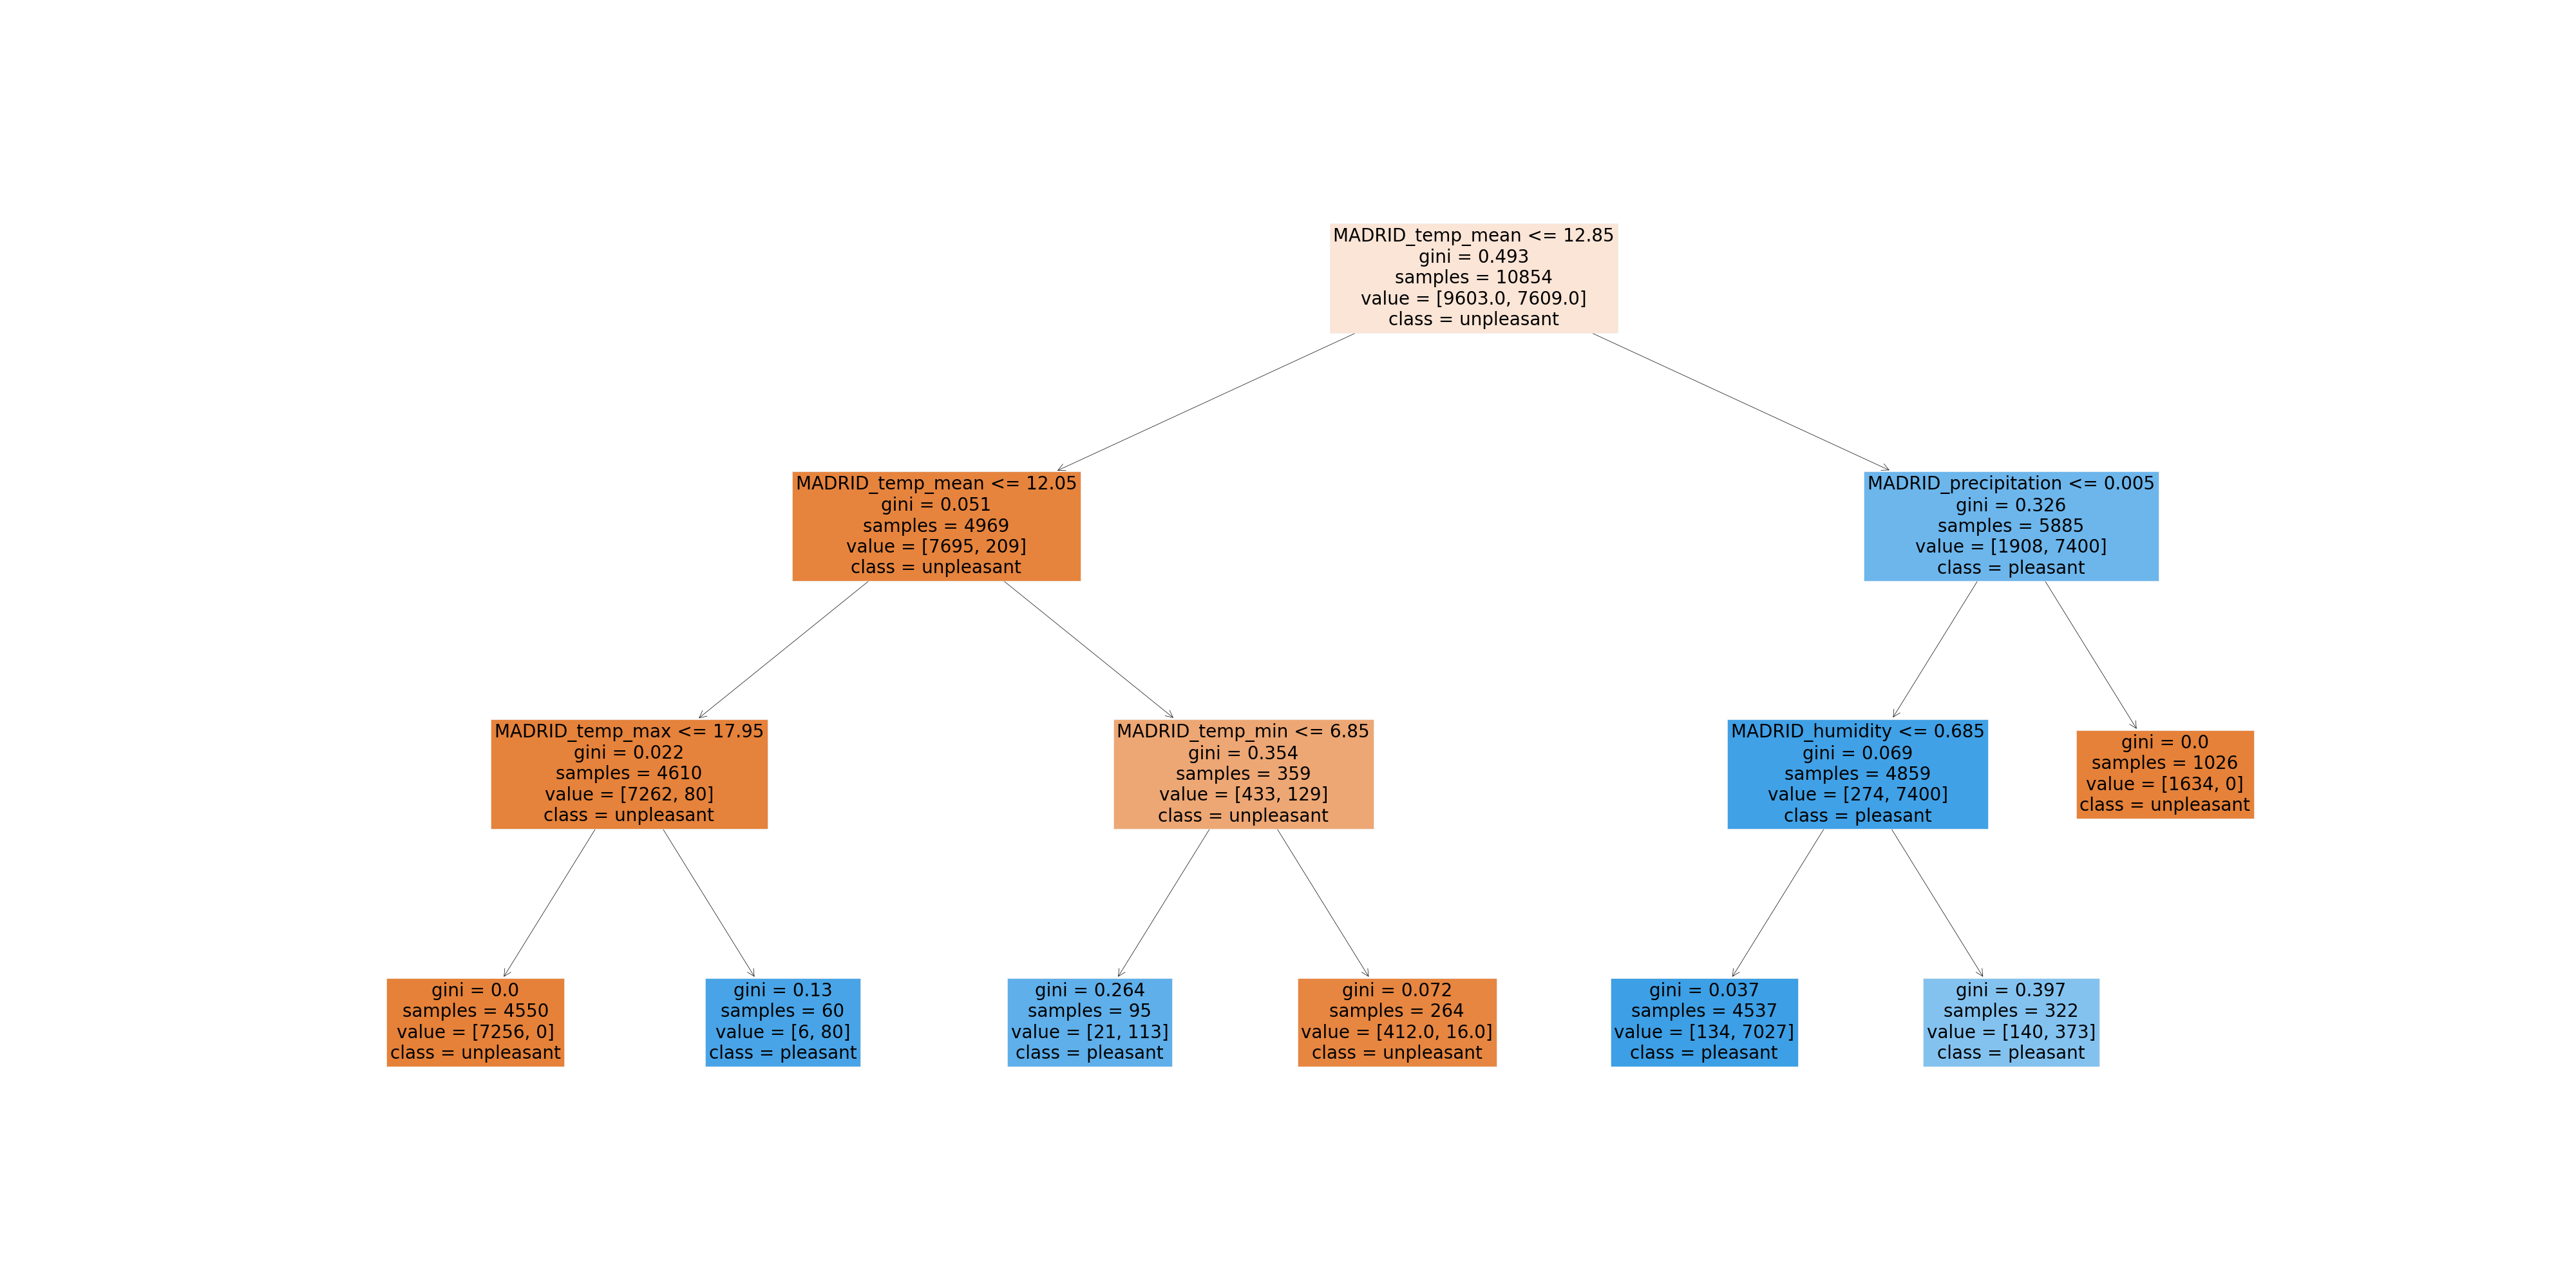 MADRID_temp_mean <= 12.85
gini = 0.493
samples = 10854
value = [9603.0, 7609.0]
class = unpleasant
MADRID_temp_mean <= 12.05
gini = 0.051
samples = 4969
value = [7695, 209]
class = unpleasant
MADRID_precipitation <= 0.005
gini = 0.326
samples = 5885
value = [1908, 7400]
class = pleasant
MADRID_temp_max <= 17.95
gini = 0.022
samples = 4610
value = [7262, 80]
class = unpleasant
MADRID_temp_min <= 6.85
gini = 0.354
samples = 359
value = [433, 129]
class = unpleasant
MADRID_humidity <= 0.685
gini = 0.069
samples = 4859
value = [274, 7400]
class = pleasant
gini = 0.0
samples = 1026
value = [1634, 0]
class = unpleasant
gini = 0.0
samples = 4550
value = [7256, 0]
class = unpleasant
gini = 0.13
samples = 60
value = [6, 80]
class = pleasant
gini = 0.264
samples = 95
value = [21, 113]
class = pleasant
gini = 0.072
samples = 264
value = [412.0, 16.0]
class = unpleasant
gini = 0.037
samples = 4537
value = [134, 7027]
class = pleasant
gini = 0.397
samples = 322
value = [140, 373]
class = pleasant